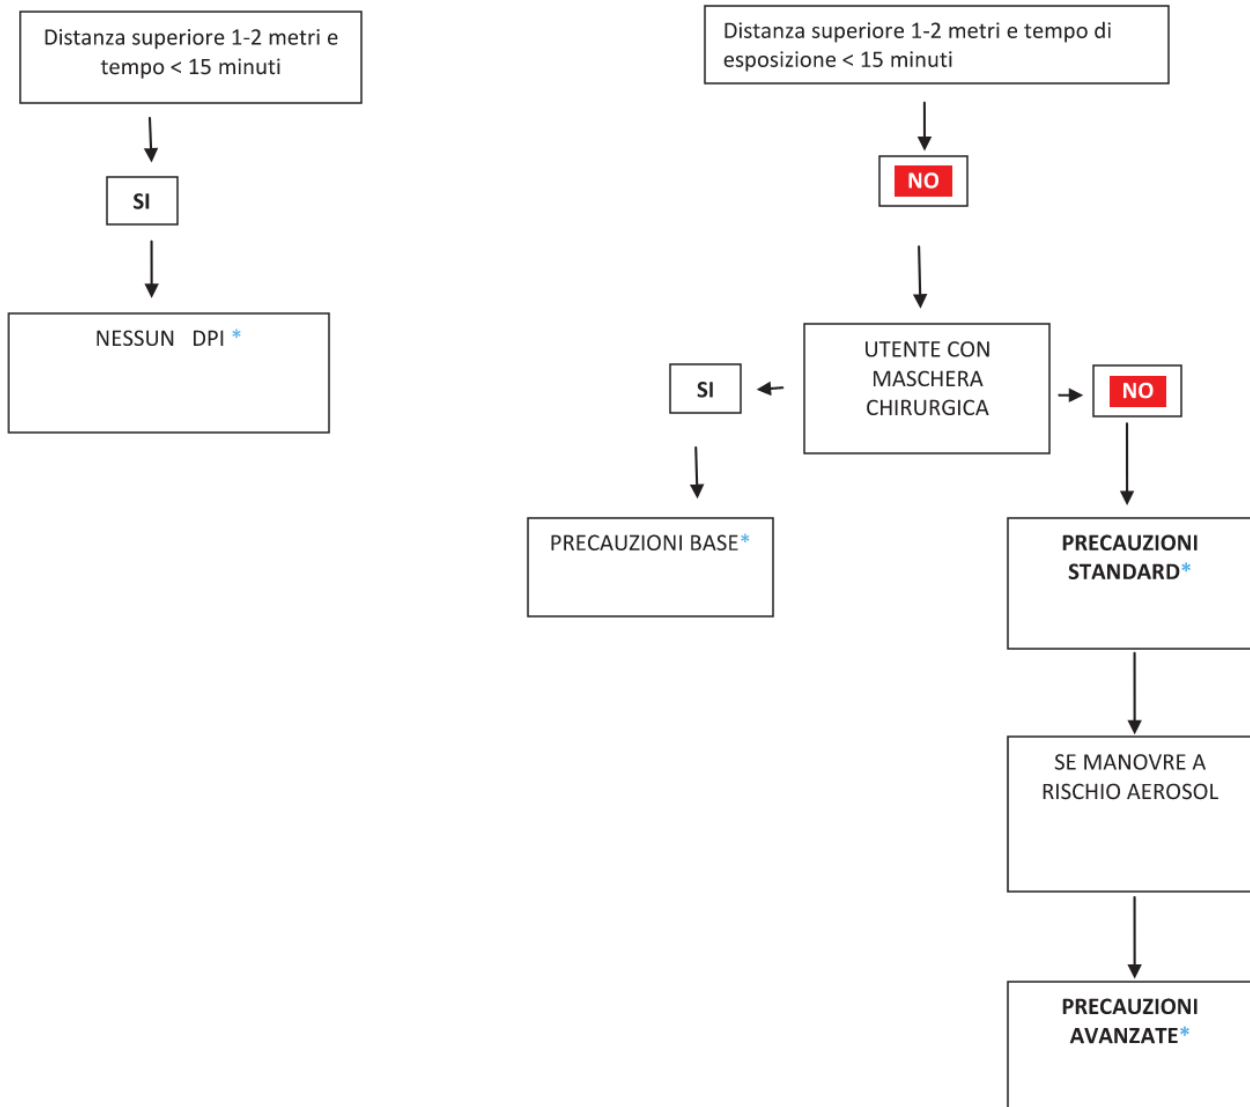 Distanza superiore 1-2 metri e
tempo < 15 minuti
SI
NESSUN DPI *
Distanza superiore 1-2 metri e tempo di
esposizione < 15 minuti
NO
UTENTE CON
MASCHERA
CHIRURGICA
SI
NO
PRECAUZIONI BASE*
PRECAUZIONI
STANDARD*
SE MANOVRE A
RISCHIO AEROSOL
PRECAUZIONI
AVANZATE*